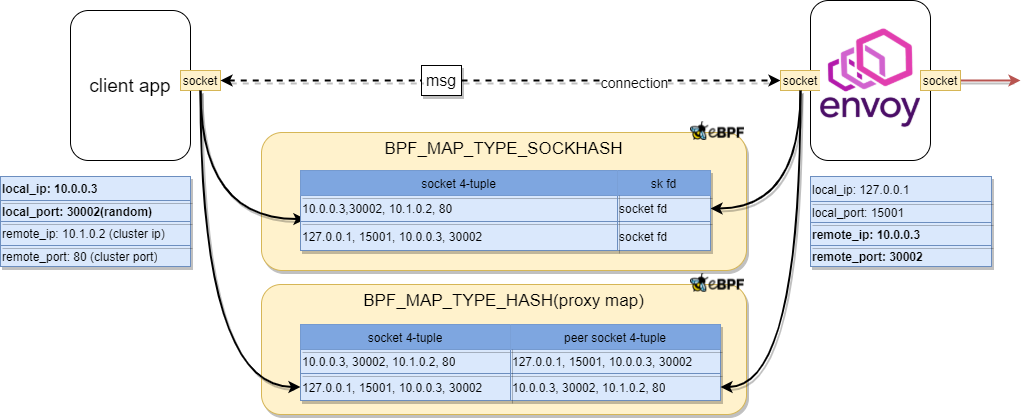 client app
socket
msg
connection
socket
envoy
socket
local_ip: 10.0.0.3
local_port: 30002(random)
remote_ip: 10.1.0.2 (cluster ip)
remote_port: 80 (cluster port)
eBPF
BPF_MAP_TYPE_SOCKHASH
socket 4-tuple sk fd
10.0.0.3,30002, 10.1.0.2, 80 socket fd
127.0.0.1, 15001, 10.0.0.3, 30002 socket fd
local_ip: 127.0.0.1
local_port: 15001
remote_ip: 10.0.0.3
remote_port: 30002
eBPF
BPF_MAP_TYPE_HASH(proxy map)
socket 4-tuple peer socket 4-tuple
10.0.0.3, 30002, 10.1.0.2, 80 127.0.0.1, 15001, 10.0.0.3, 30002
127.0.0.1, 15001, 10.0.0.3, 30002 10.0.0.3, 30002, 10.1.0.2, 80